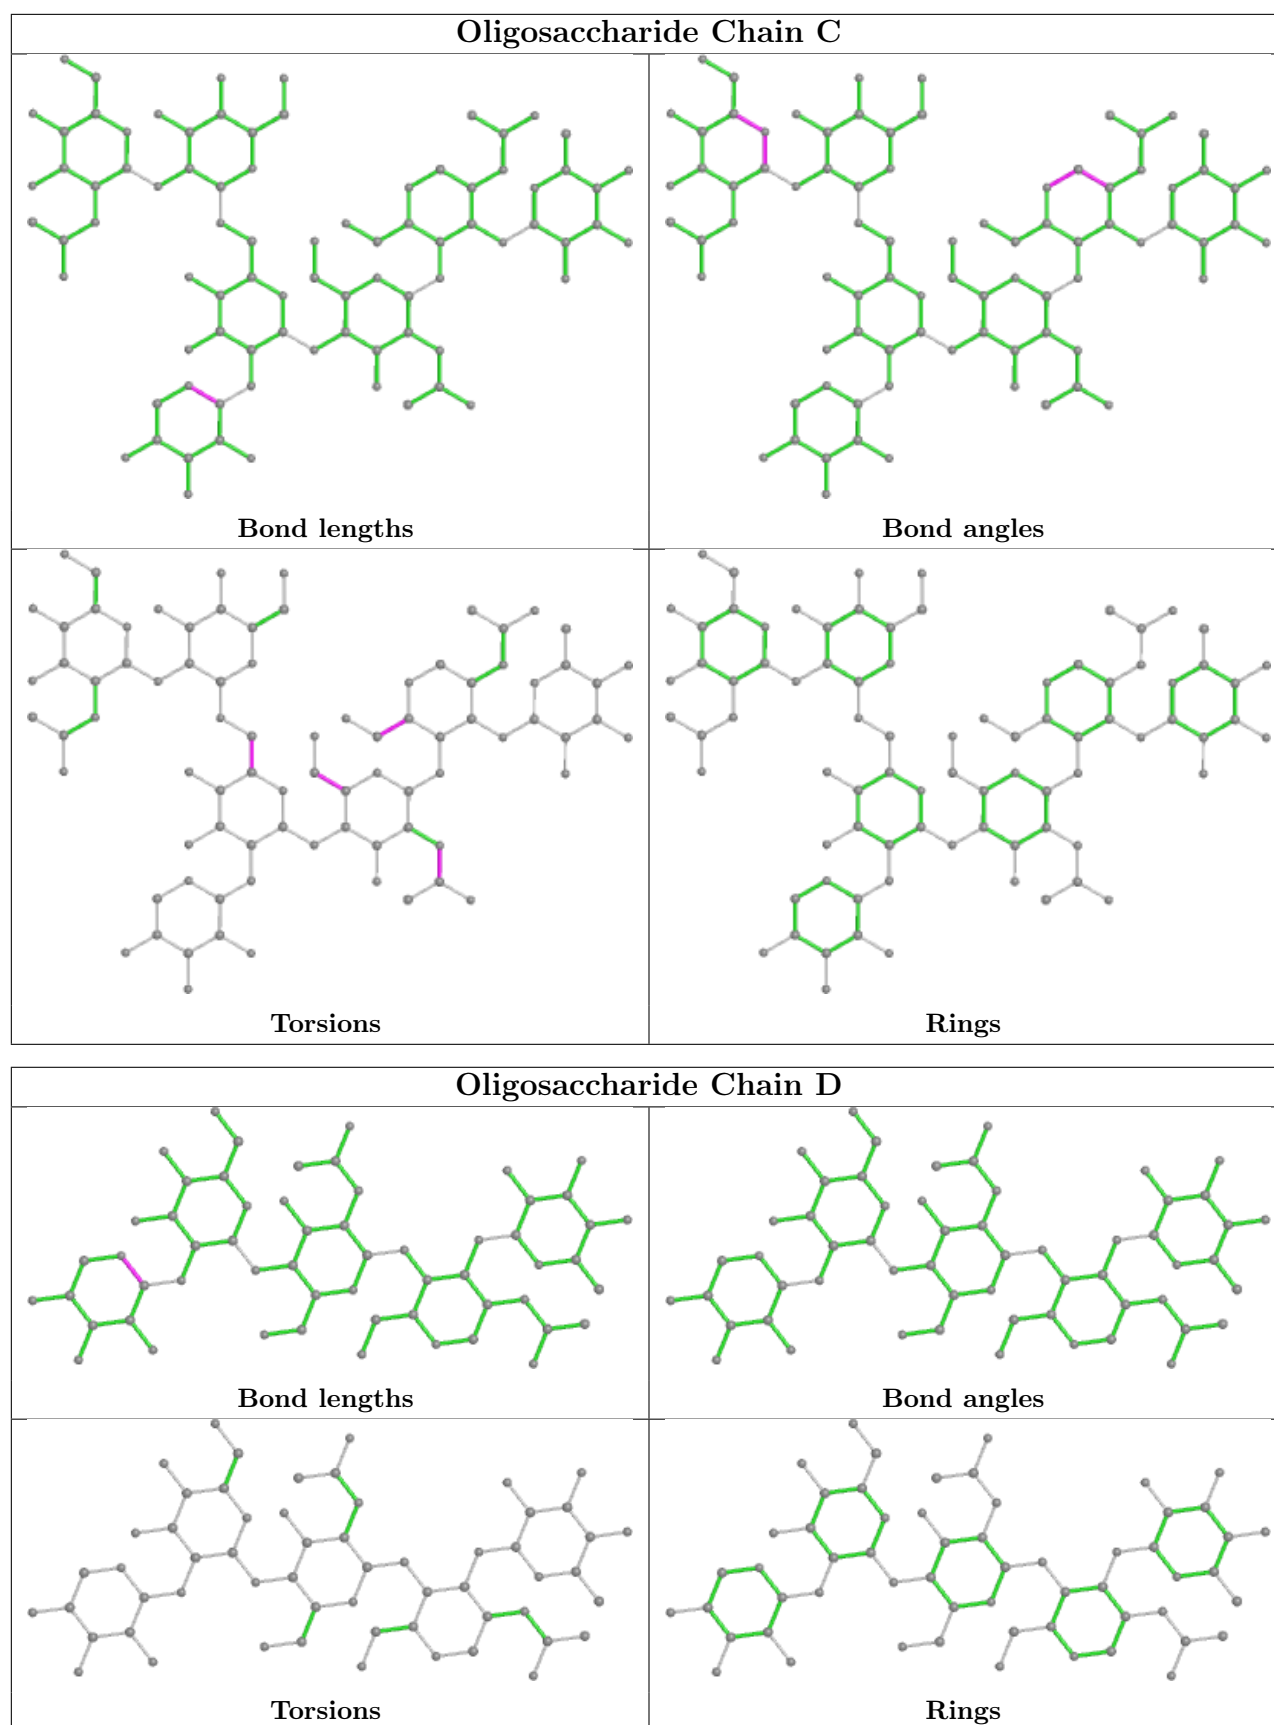 Oligosaccharide Chain C
Bond lengths
Bond angles
Torsions
Rings
Oligosaccharide Chain D
Bond lengths
Bond angles
Torsions
Rings